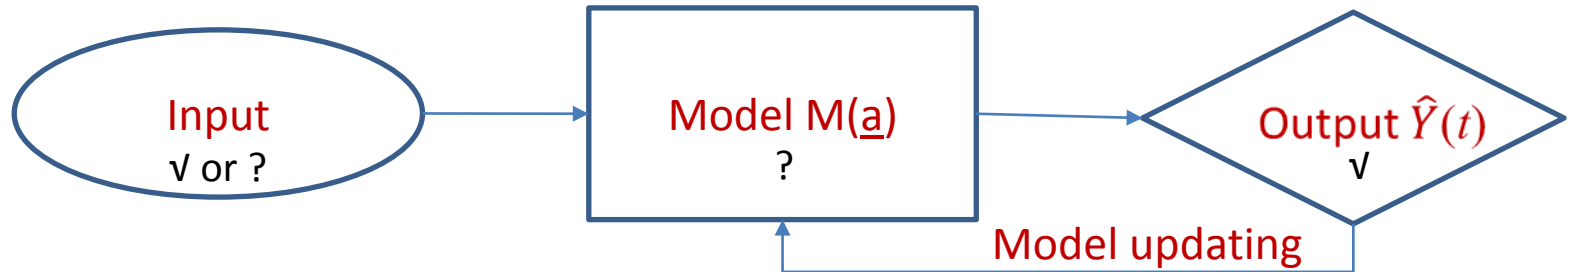 Input
√ or ?
Model M(a)
?
Output Ŷ(t)
√
Model updating